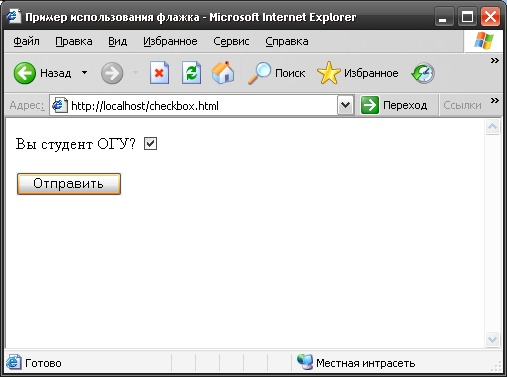 Пример использования флажка - Microsoft Internet Explorer
Файл Правка Вид Избранное Сервис Справка
Назад Поиск Избранное »
Адрес: http://localhost/checkbox.html Переход Ссылки »
Вы студент ОГУ?
Отправить
Готово Местная интрасеть